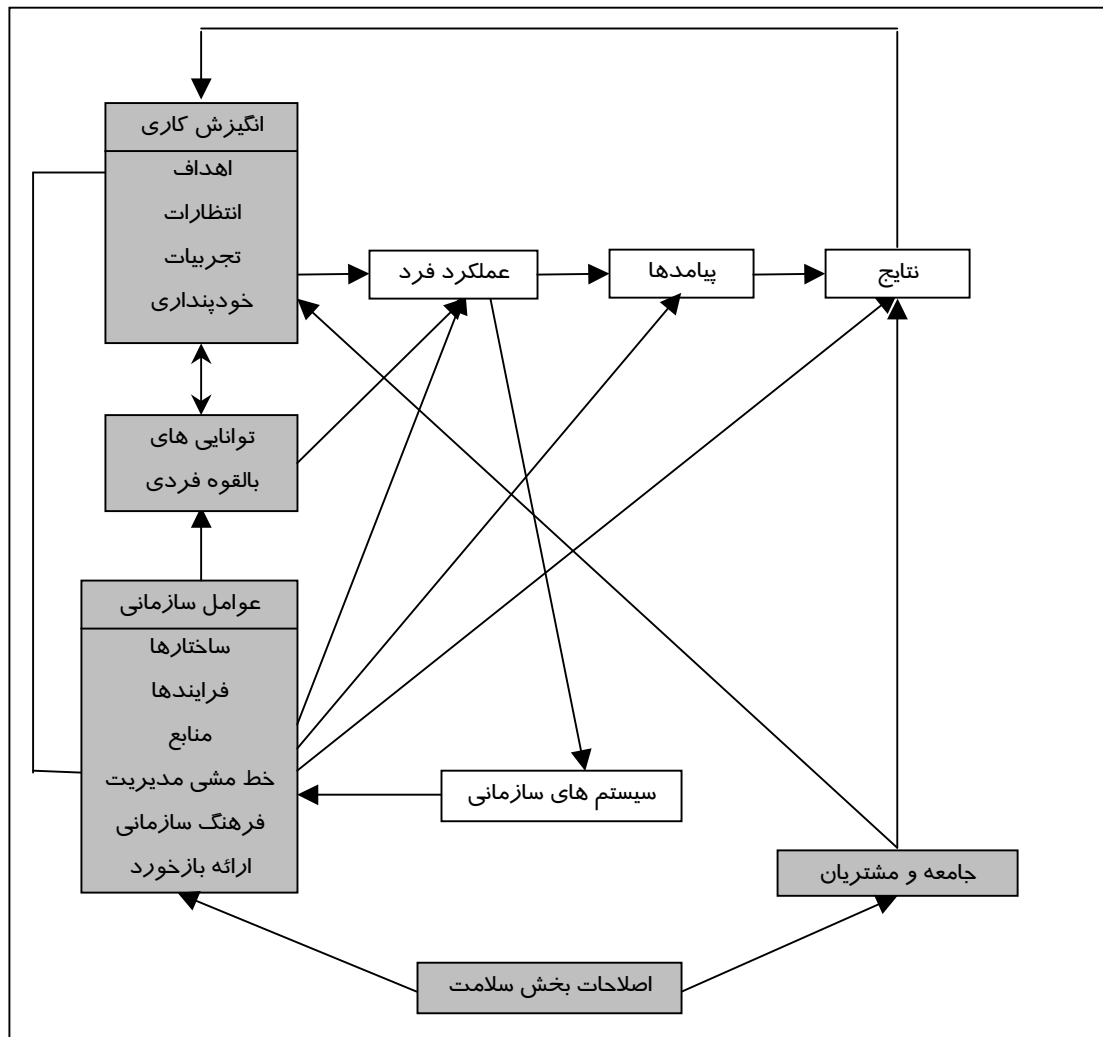 انگیزش کاری
اهداف
انتظارات
تجربیات
خودپنداری
عملکرد فرد
پیامدها
نتایج
توانایی های
بالقوه فردی
عوامل سازمانی
ساختارها
فرایندها
منابع
خط مشی مدیریت
فرهنگ سازمانی
ارائه بازخورد
سیستم های سازمانی
جامعه و مشتریان
اصلاحات بخش سلامت